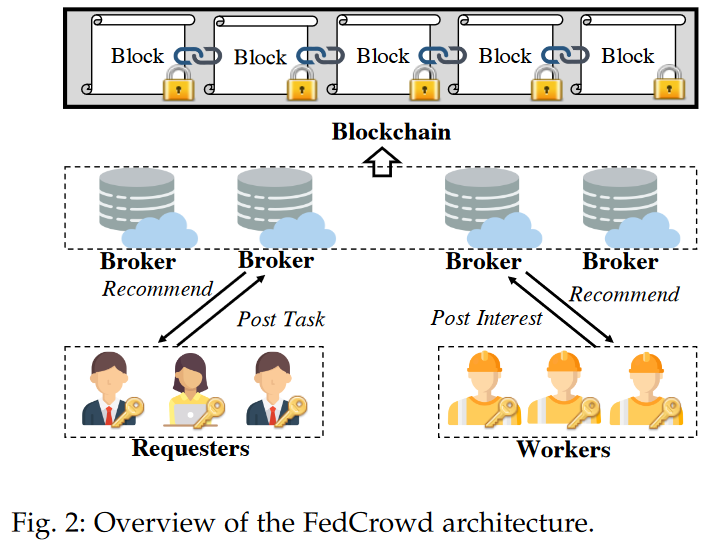 Block Block Block Block Block
Blockchain
Broker Broker Broker Broker
Recommend Recommend
Post Task Post Interest
Requesters Workers
Fig. 2: Overview of the FedCrowd architecture.